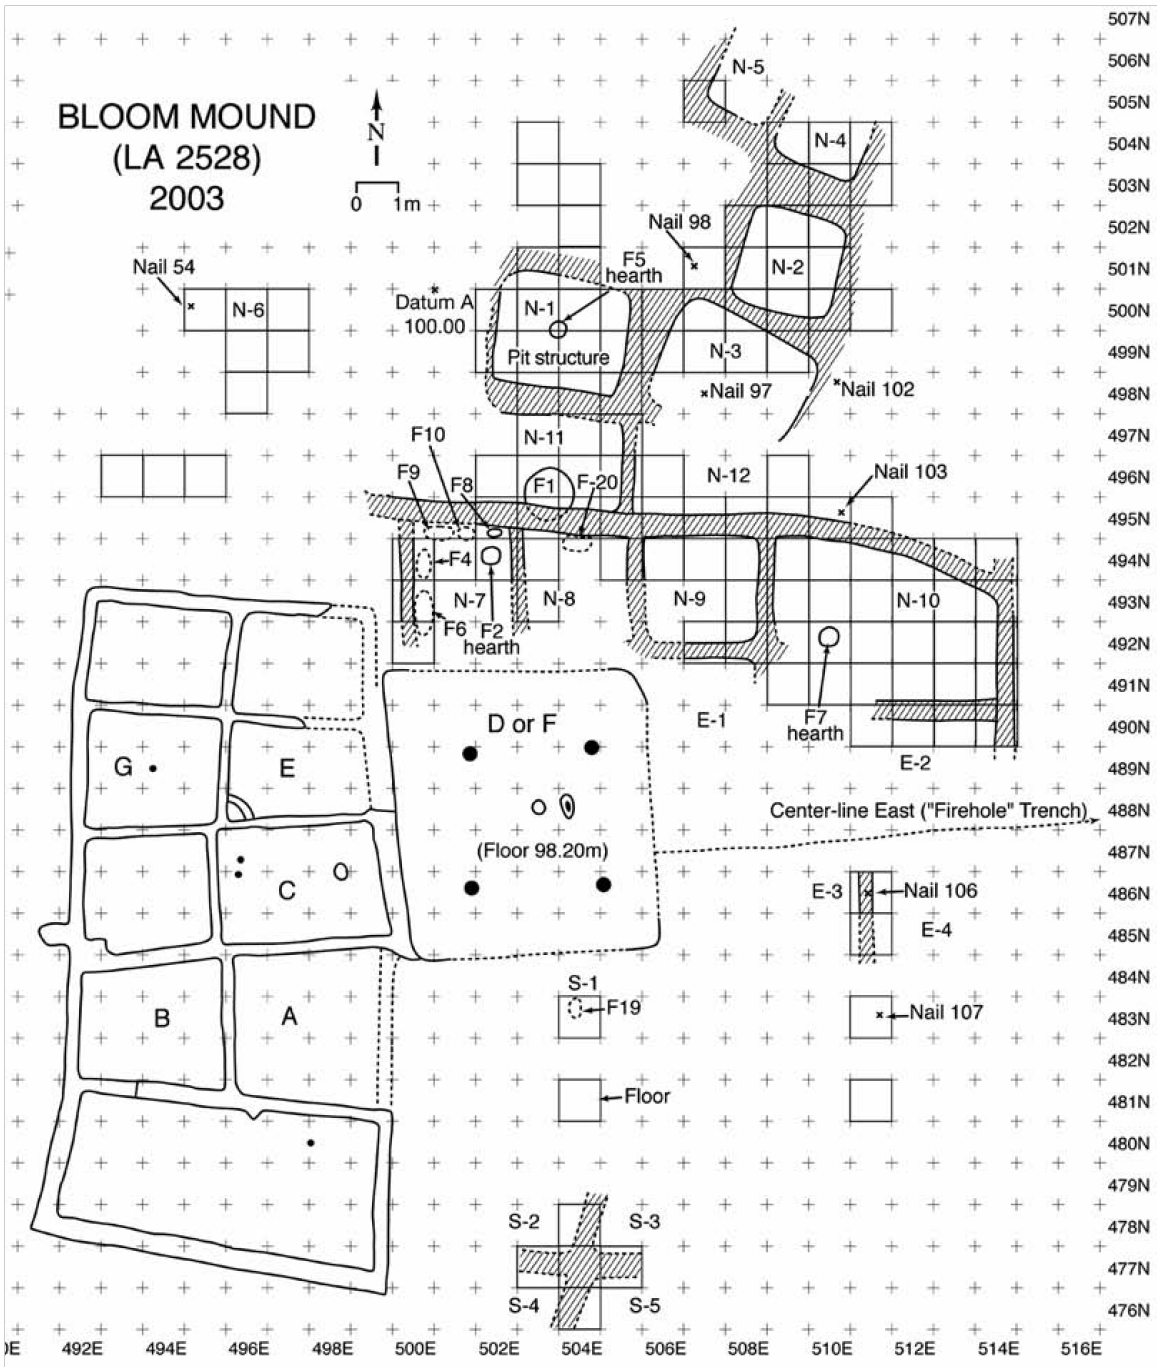 507N
506N
N-5
505N
BLOOM MOUND
(LA 2528)
2003
N
0 1m
N-4
504N
503N
Nail 98
502N
F5
hearth
N-2
501N
Nail 54
Datum A
100.00
N-6
N-1
500N
Pit structure
N-3
499N
Nail 97
Nail 102
498N
F10
N-11
497N
F9
F8
F1
F-20
N-12
Nail 103
496N
495N
F4
494N
N-7
N-8
N-9
N-10
493N
F6
F2
hearth
492N
491N
D or F
E-1
F7
hearth
490N
G
E
E-2
489N
Center-line East ("Firehole" Trench)
488N
(Floor 98.20m)
487N
C
E-3
Nail 106
486N
E-4
485N
S-1
484N
F19
B
A
Nail 107
483N
482N
Floor
481N
480N
479N
S-2
S-3
478N
477N
S-4
S-5
476N
0E 492E 494E 496E 498E 500E 502E 504E 506E 508E 510E 512E 514E 516E